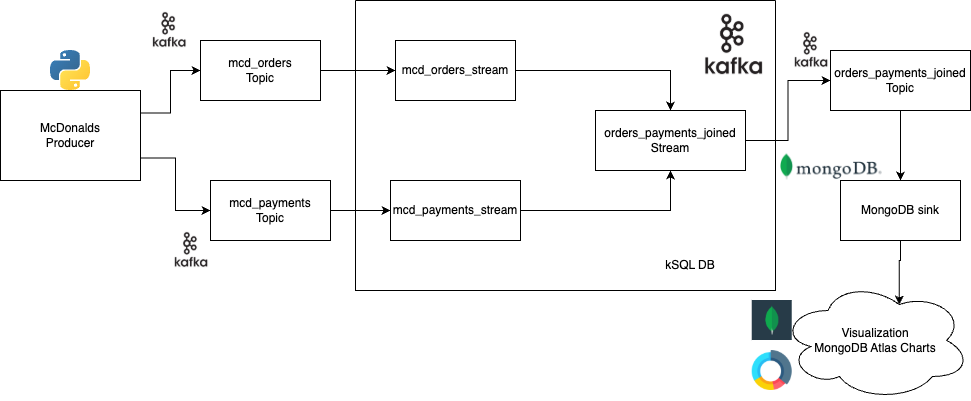 kafka
mcd_orders
Topic
mcd_orders_stream
kafka
kafka
orders_payments_joined
Topic
McDonalds
Producer
orders_payments_joined
Stream
mongoDB.
mcd_payments
Topic
mcd_payments_stream
MongoDB sink
kafka
kSQL DB
Visualization
MongoDB Atlas Charts